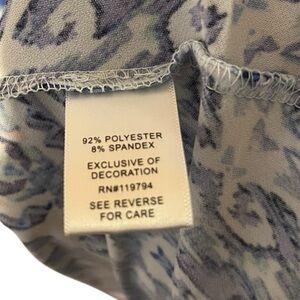 92% POLYESTER
8% SPANDEX
EXCLUSIVE OF
DECORATION
RN#119794
SEE REVERSE
FOR CARE